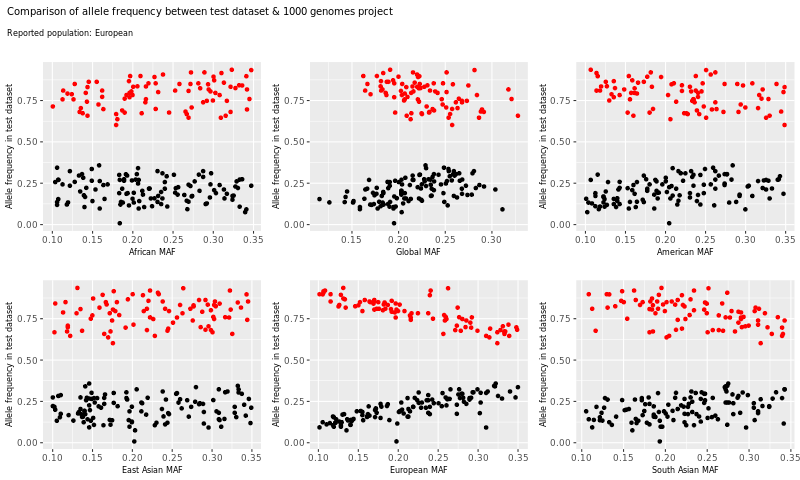 Comparison of allele frequency between test dataset & 1000 genomes project
Reported population: European
Allele frequency in test dataset
0.75
0.50
0.25
0.00
0.10 0.15 0.20 0.25 0.30 0.35
African MAF
Allele frequency in test dataset
0.75
0.50
0.25
0.00
0.15 0.20 0.25 0.30
Global MAF
Allele frequency in test dataset
0.75
0.50
0.25
0.00
0.10 0.15 0.20 0.25 0.30 0.35
American MAF
Allele frequency in test dataset
0.75
0.50
0.25
0.00
0.10 0.15 0.20 0.25 0.30 0.35
East Asian MAF
Allele frequency in test dataset
0.75
0.50
0.25
0.00
0.10 0.15 0.20 0.25 0.30 0.35
European MAF
Allele frequency in test dataset
0.75
0.50
0.25
0.00
0.10 0.15 0.20 0.25 0.30 0.35
South Asian MAF